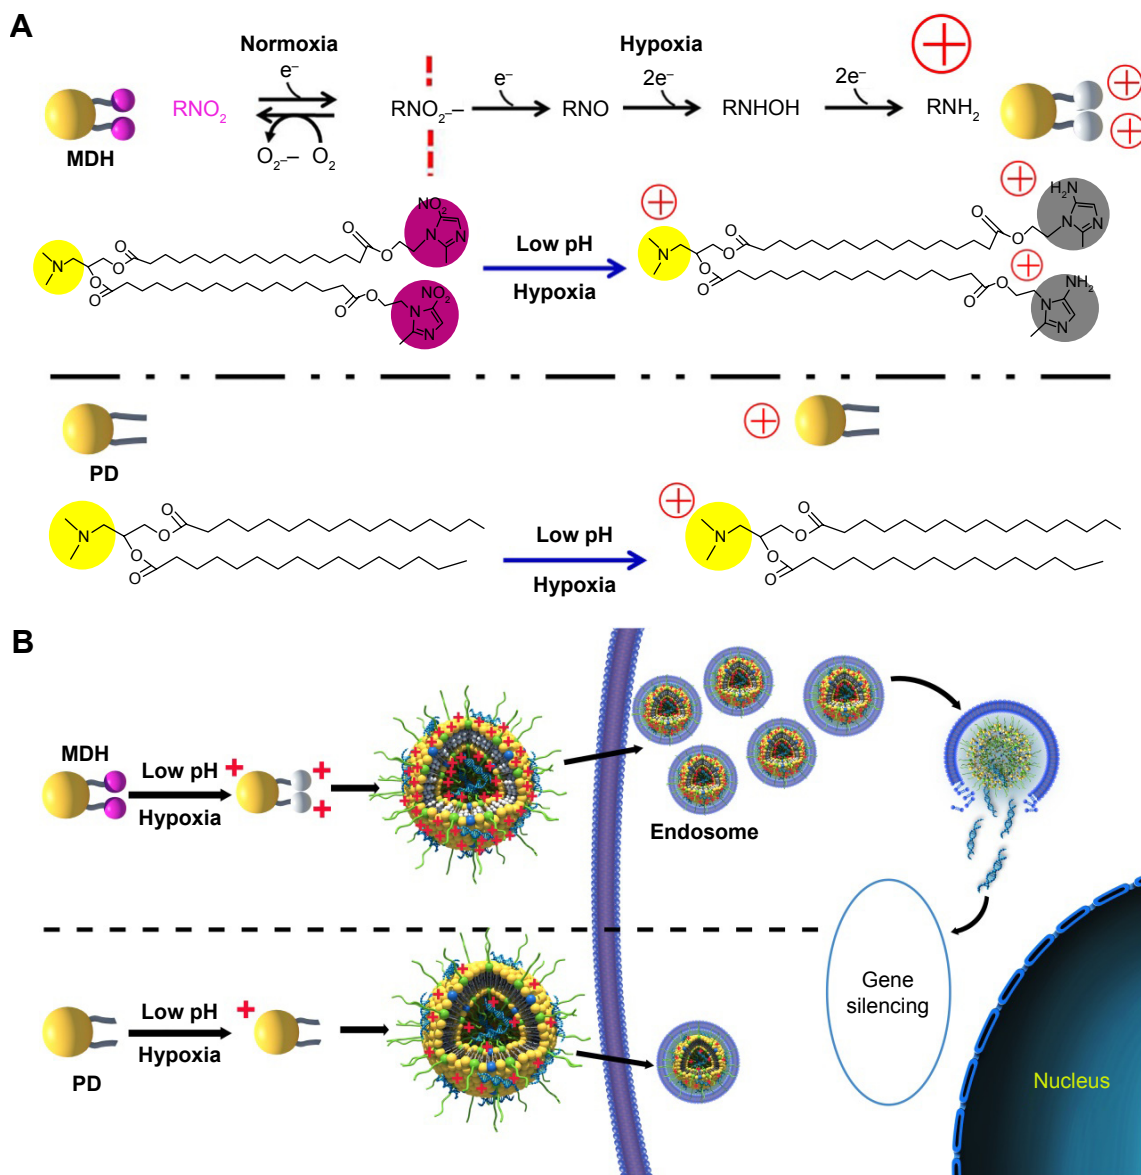 A
Normoxia
Hypoxia
e–
MDH
RNO2
RNO2–
e–
RNO
2e–
RNHOH
2e–
RNH2
O2– O2
NO2
N
N
O
O
O
O
O
O
O
O
N
NO2
N
N
Low pH
Hypoxia
H2N
N
N
O
O
O
O
O
O
O
O
N
NH2
N
N
PD
N
O
O
O
O
Low pH
Hypoxia
N
O
O
O
O
B
MDH
Low pH
Hypoxia
Endosome
PD
Low pH
Hypoxia
Gene
silencing
Nucleus